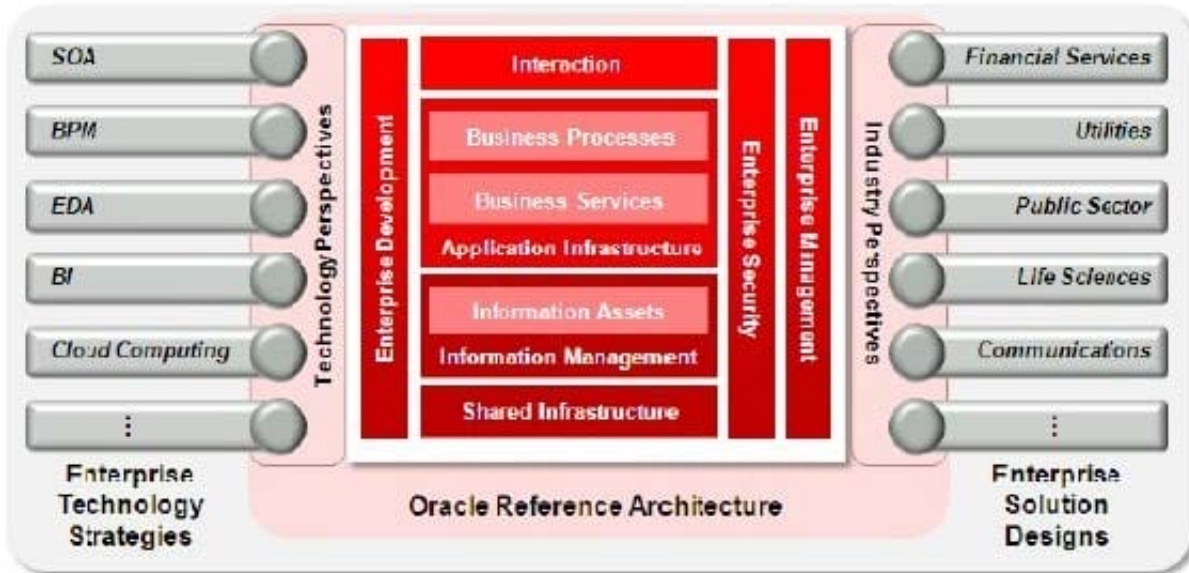 SOA
BPM
EDA
BI
Cloud Computing
⋮
Enterprise
Technology
Strategies
Technology Perspectives
Enterprise Development
Interaction
Business Processes
Business Services
Application Infrastructure
Information Assets
Information Management
Shared Infrastructure
Enterprise Security
Enterprise Management
Oracle Reference Architecture
Industry Perspectives
Financial Services
Utilities
Public Sector
Life Sciences
Communications
⋮
Enterprise
Solution
Designs